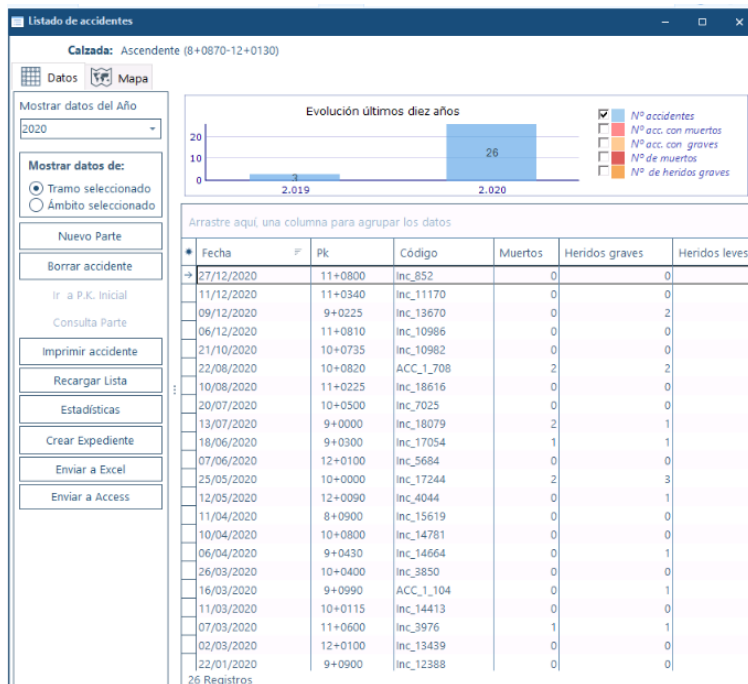 Listado de accidentes
Calzada: Ascendente (8+0870-12+0130)
Datos
Mapa
Mostrar datos del Año
2020
Mostrar datos de:
Tramo seleccionado
Ámbito seleccionado
Nuevo Parte
Borrar accidente
Ir a P.K. Inicial
Consulta Parte
Imprimir accidente
Recargar Lista
Estadísticas
Crear Expediente
Enviar a Excel
Enviar a Access
Evolución últimos diez años
20
10
0
3
26
2.019
2.020
Nº accidentes
Nº acc. con muertos
Nº acc. con graves
Nº de muertos
Nº de heridos graves
Arrastre aquí, una columna para agrupar los datos
Fecha Pk Código Muertos Heridos graves Heridos leves
27/12/2020 11+0800 Inc_852 0 0
11/12/2020 11+0340 Inc_11170 0 0
09/12/2020 9+0225 Inc_13670 0 2
06/12/2020 11+0810 Inc_10986 0 0
21/10/2020 10+0735 Inc_10982 0 0
22/08/2020 10+0820 ACC_1_708 2 2
10/08/2020 11+0225 Inc_18616 0 0
20/07/2020 10+0500 Inc_7025 0 0
13/07/2020 9+0000 Inc_18079 2 1
18/06/2020 9+0300 Inc_17054 1 1
07/06/2020 12+0100 Inc_5684 0 0
25/05/2020 10+0000 Inc_17244 2 3
12/05/2020 12+0090 Inc_4044 0 1
11/04/2020 8+0900 Inc_15619 0 0
10/04/2020 10+0800 Inc_14781 0 0
06/04/2020 9+0430 Inc_14664 0 1
26/03/2020 10+0400 Inc_3850 0 0
16/03/2020 9+0990 ACC_1_104 0 1
11/03/2020 10+0115 Inc_14413 0 0
07/03/2020 11+0600 Inc_3976 1 1
02/03/2020 12+0100 Inc_13439 0 0
22/01/2020 9+0900 Inc_12388 0 0
26 Registros